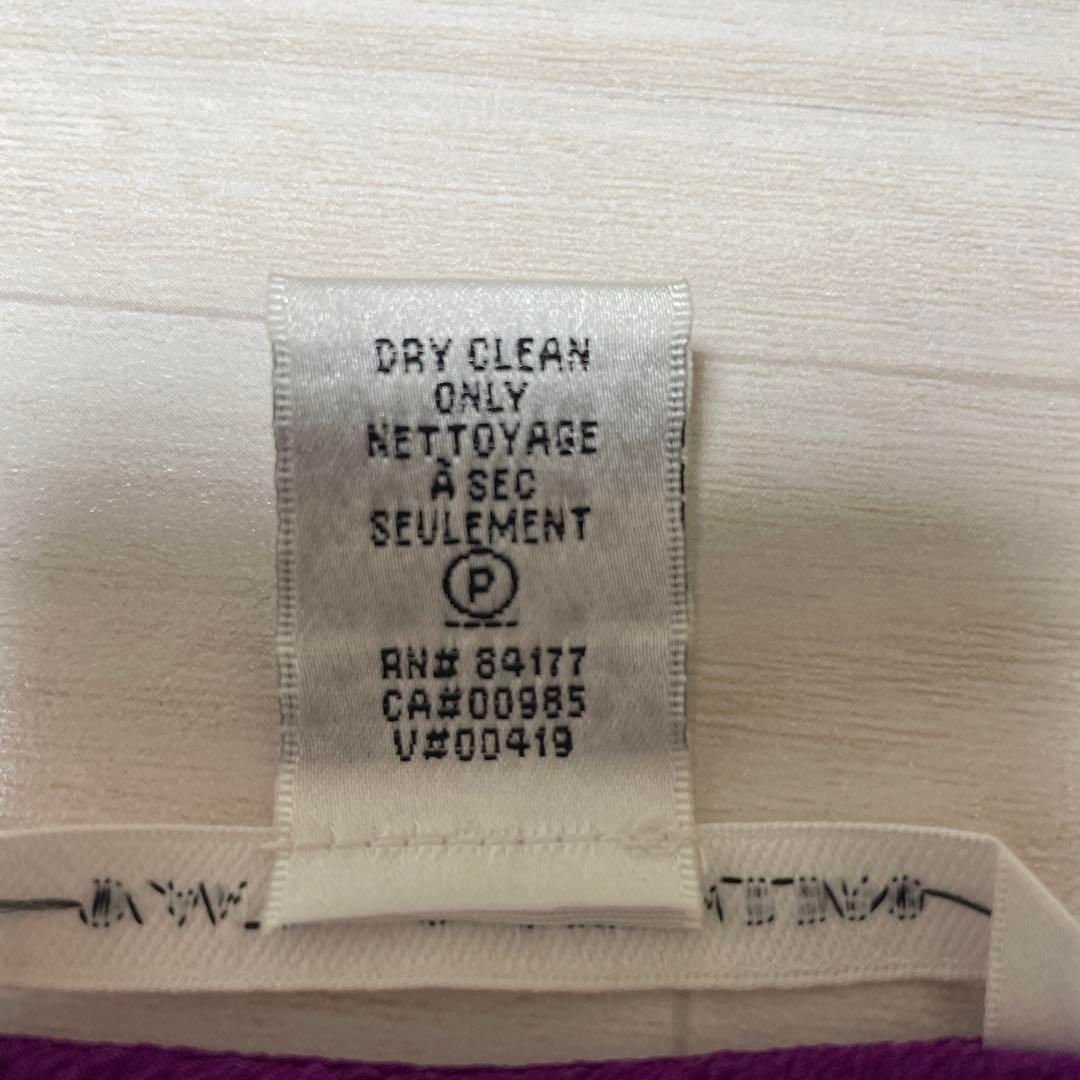 DRY CLEAN
ONLY
NETTOYAGE
À SEC
SEULEMENT
P
RN# 84177
CA#00985
V#00419